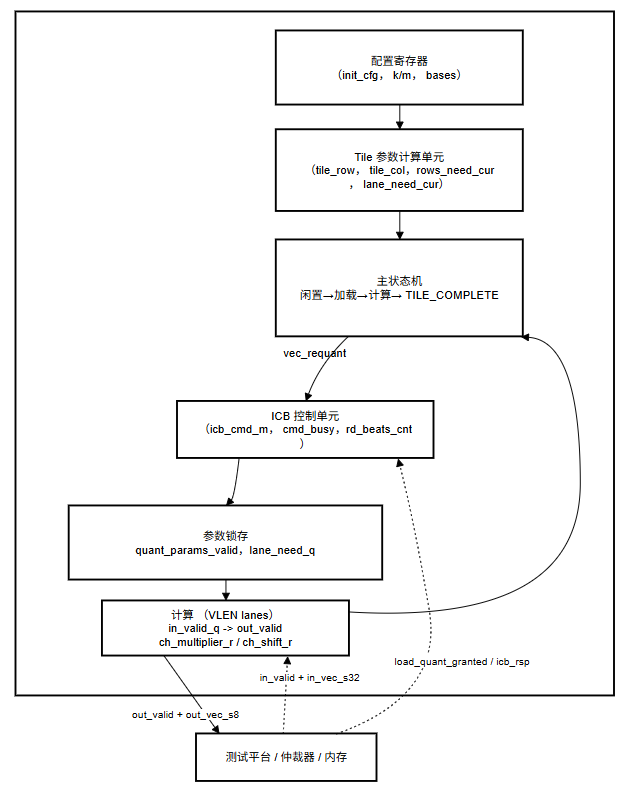 配置寄存器
（init_cfg， k/m， bases）
Tile 参数计算单元
（tile_row， tile_col，rows_need_cur
， lane_need_cur）
主状态机
闲置→加载→计算→ TILE_COMPLETE
vec_requant
ICB 控制单元
（icb_cmd_m， cmd_busy，rd_beats_cnt
）
参数锁存
quant_params_valid，lane_need_q
计算 （VLEN lanes）
in_valid_q -> out_valid
ch_multiplier_r / ch_shift_r
load_quant_granted / icb_rsp
in_valid + in_vec_s32
out_valid + out_vec_s8
测试平台 / 仲裁器 / 内存